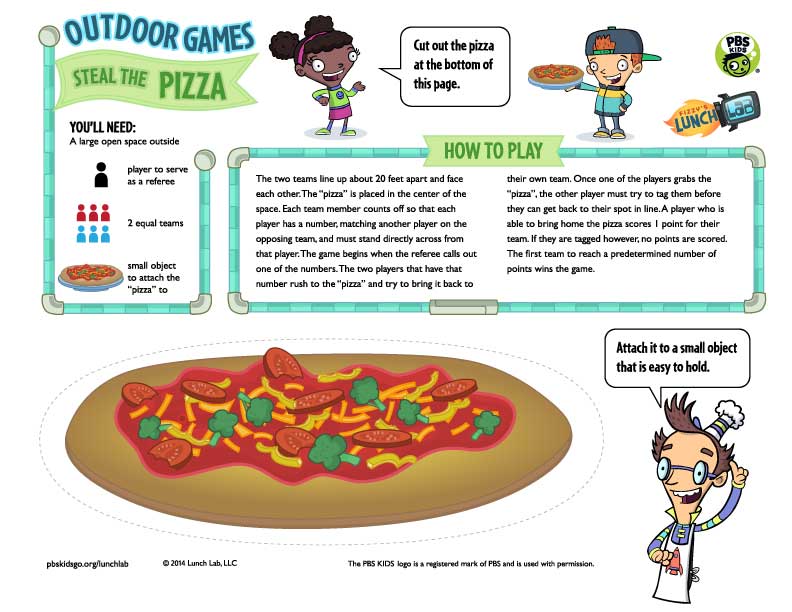 OUTDOOR GAMES
STEAL THE PIZZA
YOU'LL NEED:
A large open space outside
player to serve
as a referee
2 equal teams
small object
to attach the
"pizza" to
Cut out the pizza
at the bottom of
this page.
PBS
KIDS
FIZZY'S
LUNCH
LAB
HOW TO PLAY
The two teams line up about 20 feet apart and face
each other. The "pizza" is placed in the center of the
space. Each team member counts off so that each
player has a number, matching another player on the
opposing team, and must stand directly across from
that player. The game begins when the referee calls out
one of the numbers. The two players that have that
number rush to the "pizza" and try to bring it back to
their own team. Once one of the players grabs the
"pizza", the other player must try to tag them before
they can get back to their spot in line. A player who is
able to bring home the pizza scores 1 point for their
team. If they are tagged however, no points are scored.
The first team to reach a predetermined number of
points wins the game.
Attach it to a small object
that is easy to hold.
pbskidsgo.org/lunchlab
© 2014 Lunch Lab, LLC
The PBS KIDS logo is a registered mark of PBS and is used with permission.